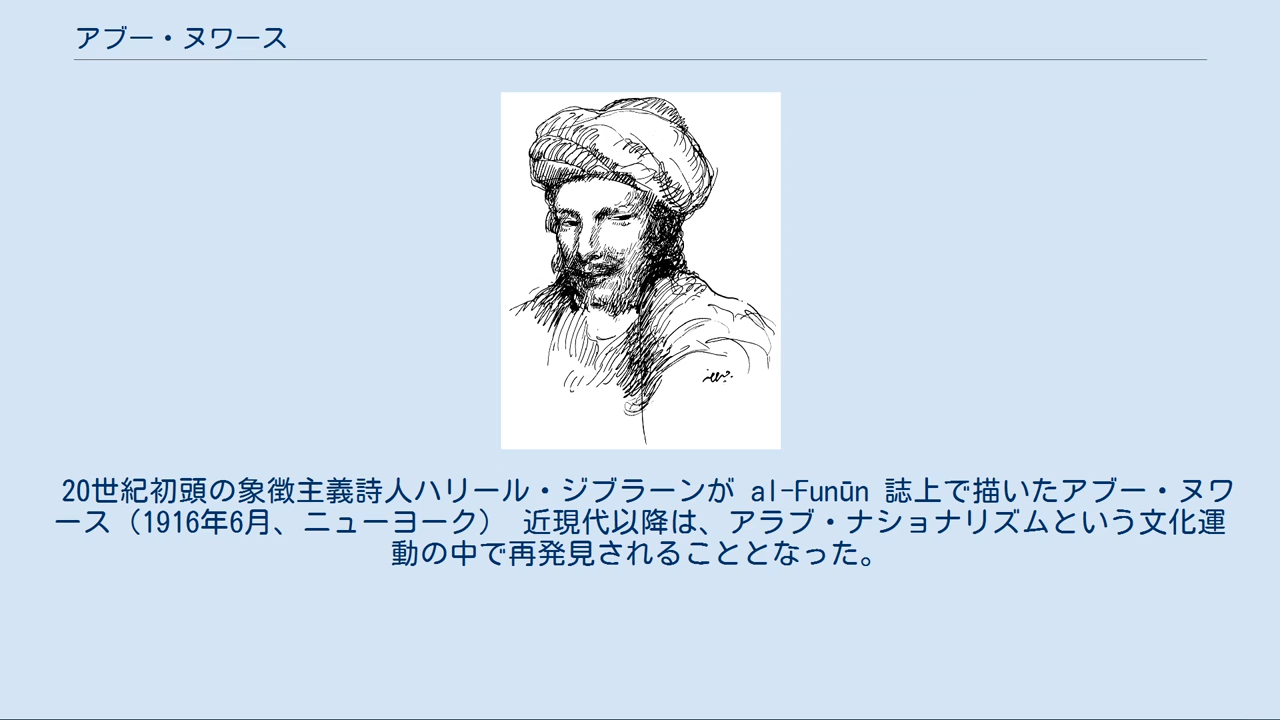 アブー・ヌワース
20世紀初頭の象徴主義詩人ハリール・ジブラーンが al-Funūn 誌上で描いたアブー・ヌワ
ース（1916年6月、ニューヨーク） 近現代以降は、アラブ・ナショナリズムという文化運
動の中で再発見されることとなった。